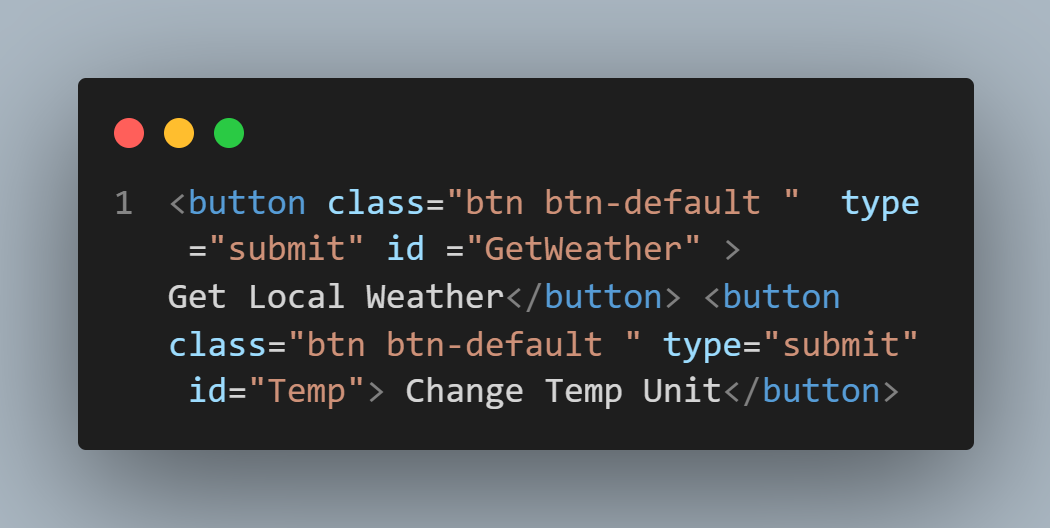 1 <button class="btn btn-default "  type
="submit" id ="GetWeather" >
Get Local Weather</button> <button
class="btn btn-default " type="submit"
id="Temp"> Change Temp Unit</button>